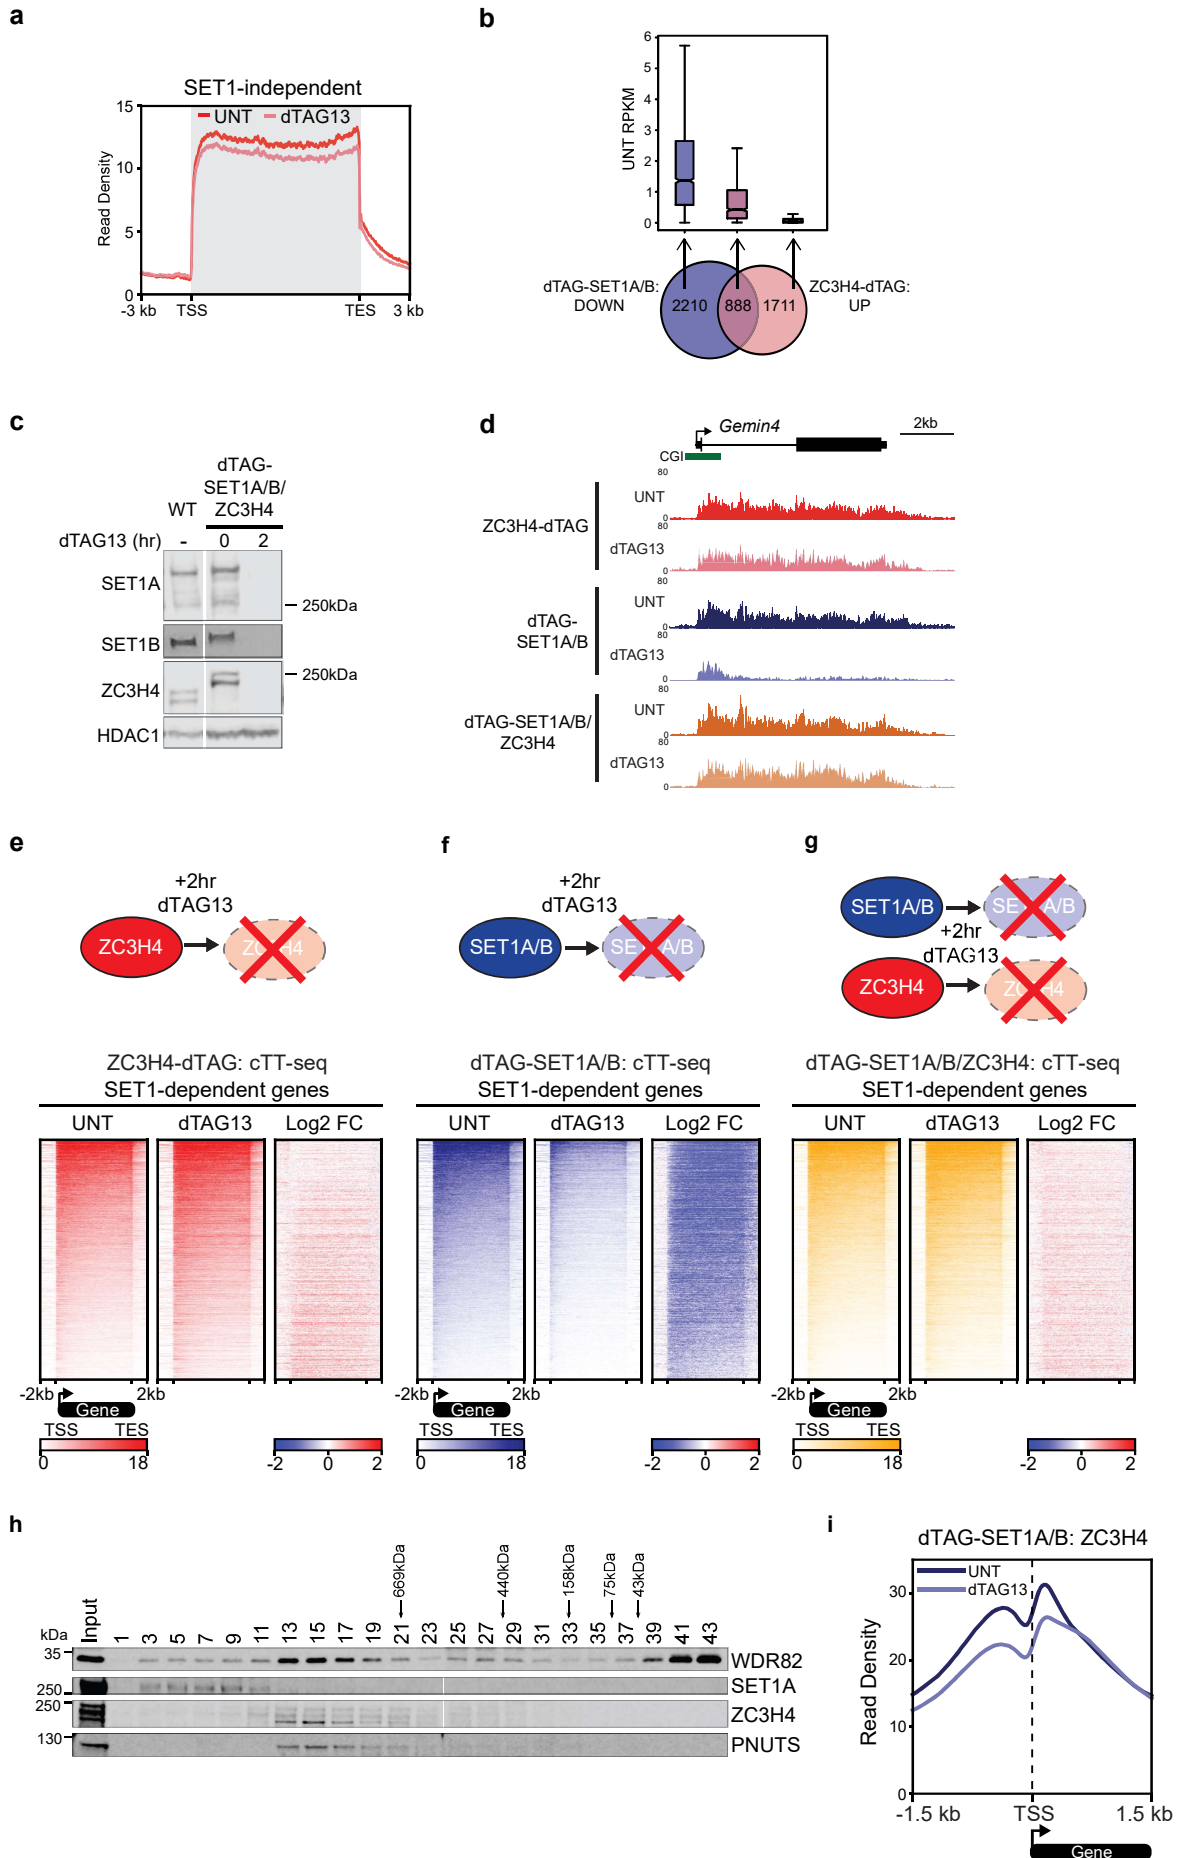 a
SET1-independent
UNT dTAG13
Read Density
15
10
5
0
-3 kb TSS TES 3 kb
b
UNT RPKM
6
5
4
3
2
1
0
dTAG-SET1A/B:
DOWN
2210 888 1711
ZC3H4-dTAG:
UP
c
dTAG-
SET1A/B/
WT ZC3H4
dTAG13 (hr) - 0 2
SET1A
250kDa
SET1B
250kDa
ZC3H4
HDAC1
d
Gemin4
2kb
CGI
80
UNT
0
ZC3H4-dTAG
80
dTAG13
0
80
UNT
0
dTAG-
SET1A/B
80
dTAG13
0
80
UNT
0
dTAG-SET1A/B/
ZC3H4
80
dTAG13
0
e
+2hr
dTAG13
ZC3H4
ZC3H4-dTAG: cTT-seq
SET1-dependent genes
UNT dTAG13 Log2 FC
-2kb 2kb
Gene
TSS TES
0 18
-2 0 2
f
+2hr
dTAG13
SET1A/B
dTAG-SET1A/B: cTT-seq
SET1-dependent genes
UNT dTAG13 Log2 FC
-2kb 2kb
Gene
TSS TES
0 18
-2 0 2
g
SET1A/B
+2hr
dTAG13
ZC3H4
dTAG-SET1A/B/ZC3H4: cTT-seq
SET1-dependent genes
UNT dTAG13 Log2 FC
-2kb 2kb
Gene
TSS TES
0 18
-2 0 2
h
669kDa 440kDa 158kDa 75kDa 43kDa
kDa Input 1 3 5 7 9 11 13 15 17 19 21 23 25 27 29 31 33 35 37 39 41 43
35 WDR82
250 SET1A
250 ZC3H4
130 PNUTS
i
dTAG-SET1A/B: ZC3H4
UNT
dTAG13
Read Density
30
20
10
0
-1.5 kb TSS 1.5 kb
Gene